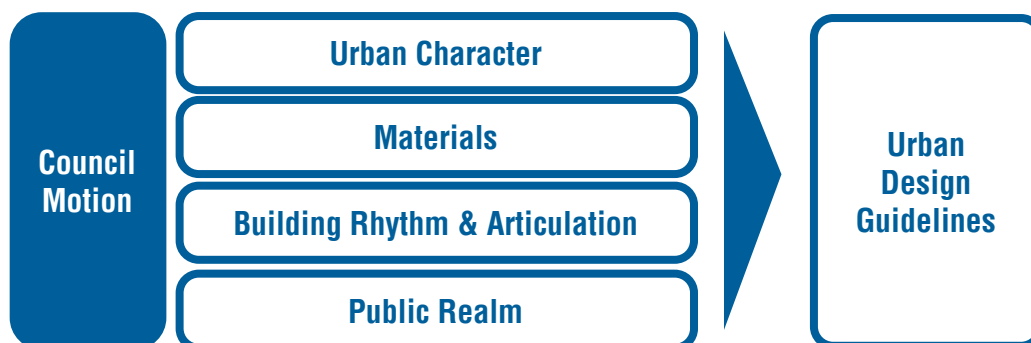 Council
Motion
Urban Character
Materials
Building Rhythm & Articulation
Public Realm
Urban
Design
Guidelines